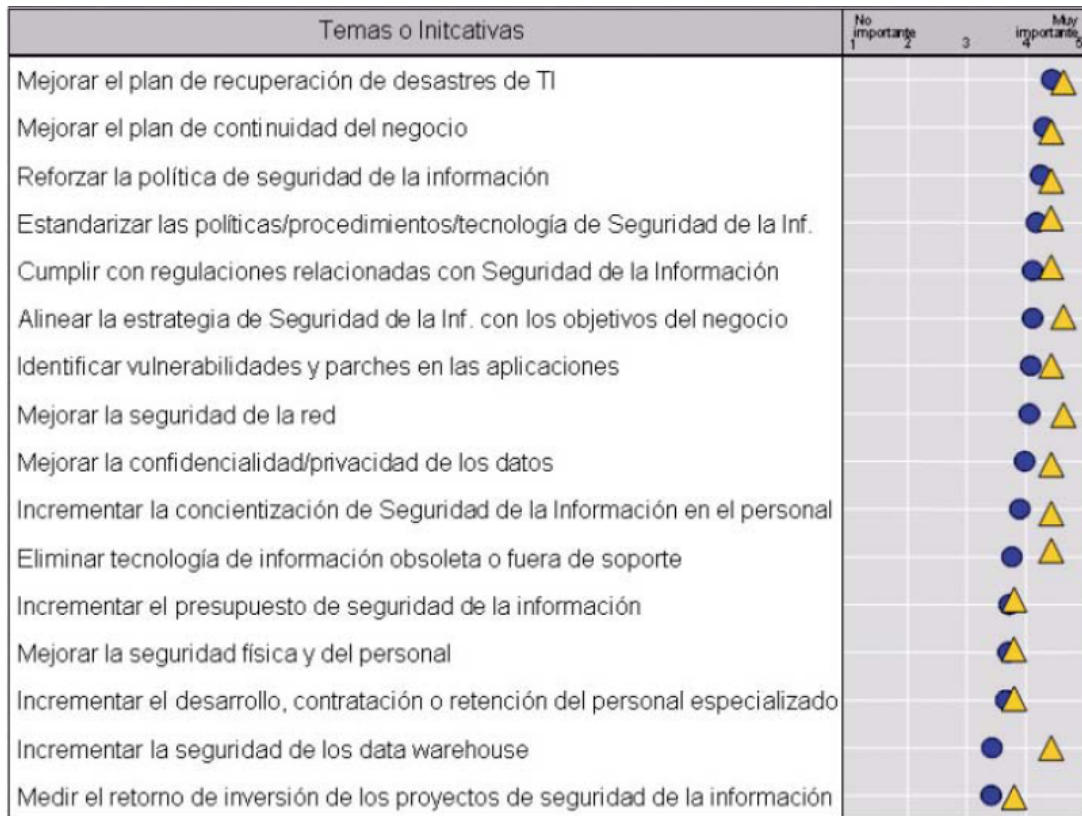 Temas o Initcativas
No importante
Muy importante
1 2 3 4 5
Mejorar el plan de recuperación de desastres de TI
Mejorar el plan de continuidad del negocio
Reforzar la política de seguridad de la información
Estandarizar las políticas/procedimientos/tecnología de Seguridad de la Inf.
Cumplir con regulaciones relacionadas con Seguridad de la Información
Alinear la estrategia de Seguridad de la Inf. con los objetivos del negocio
Identificar vulnerabilidades y parches en las aplicaciones
Mejorar la seguridad de la red
Mejorar la confidencialidad/privacidad de los datos
Incrementar la concientización de Seguridad de la Información en el personal
Eliminar tecnología de información obsoleta o fuera de soporte
Incrementar el presupuesto de seguridad de la información
Mejorar la seguridad física y del personal
Incrementar el desarrollo, contratación o retención del personal especializado
Incrementar la seguridad de los data warehouse
Medir el retorno de inversión de los proyectos de seguridad de la información